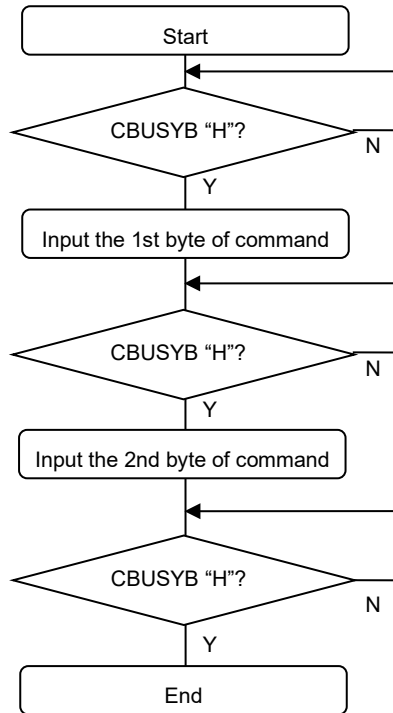 Start
CBUSYB “H”?
N
Y
Input the 1st byte of command
CBUSYB “H”?
N
Y
Input the 2nd byte of command
CBUSYB “H”?
N
Y
End